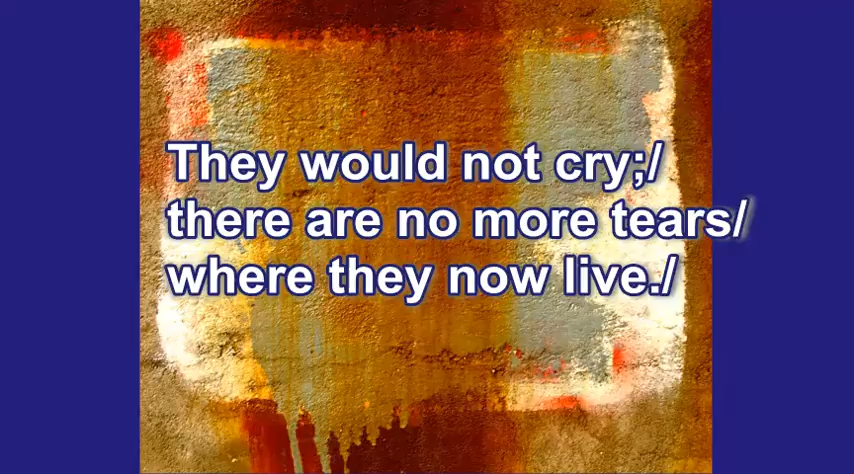 They would not cry;/
there are no more tears/
where they now live./